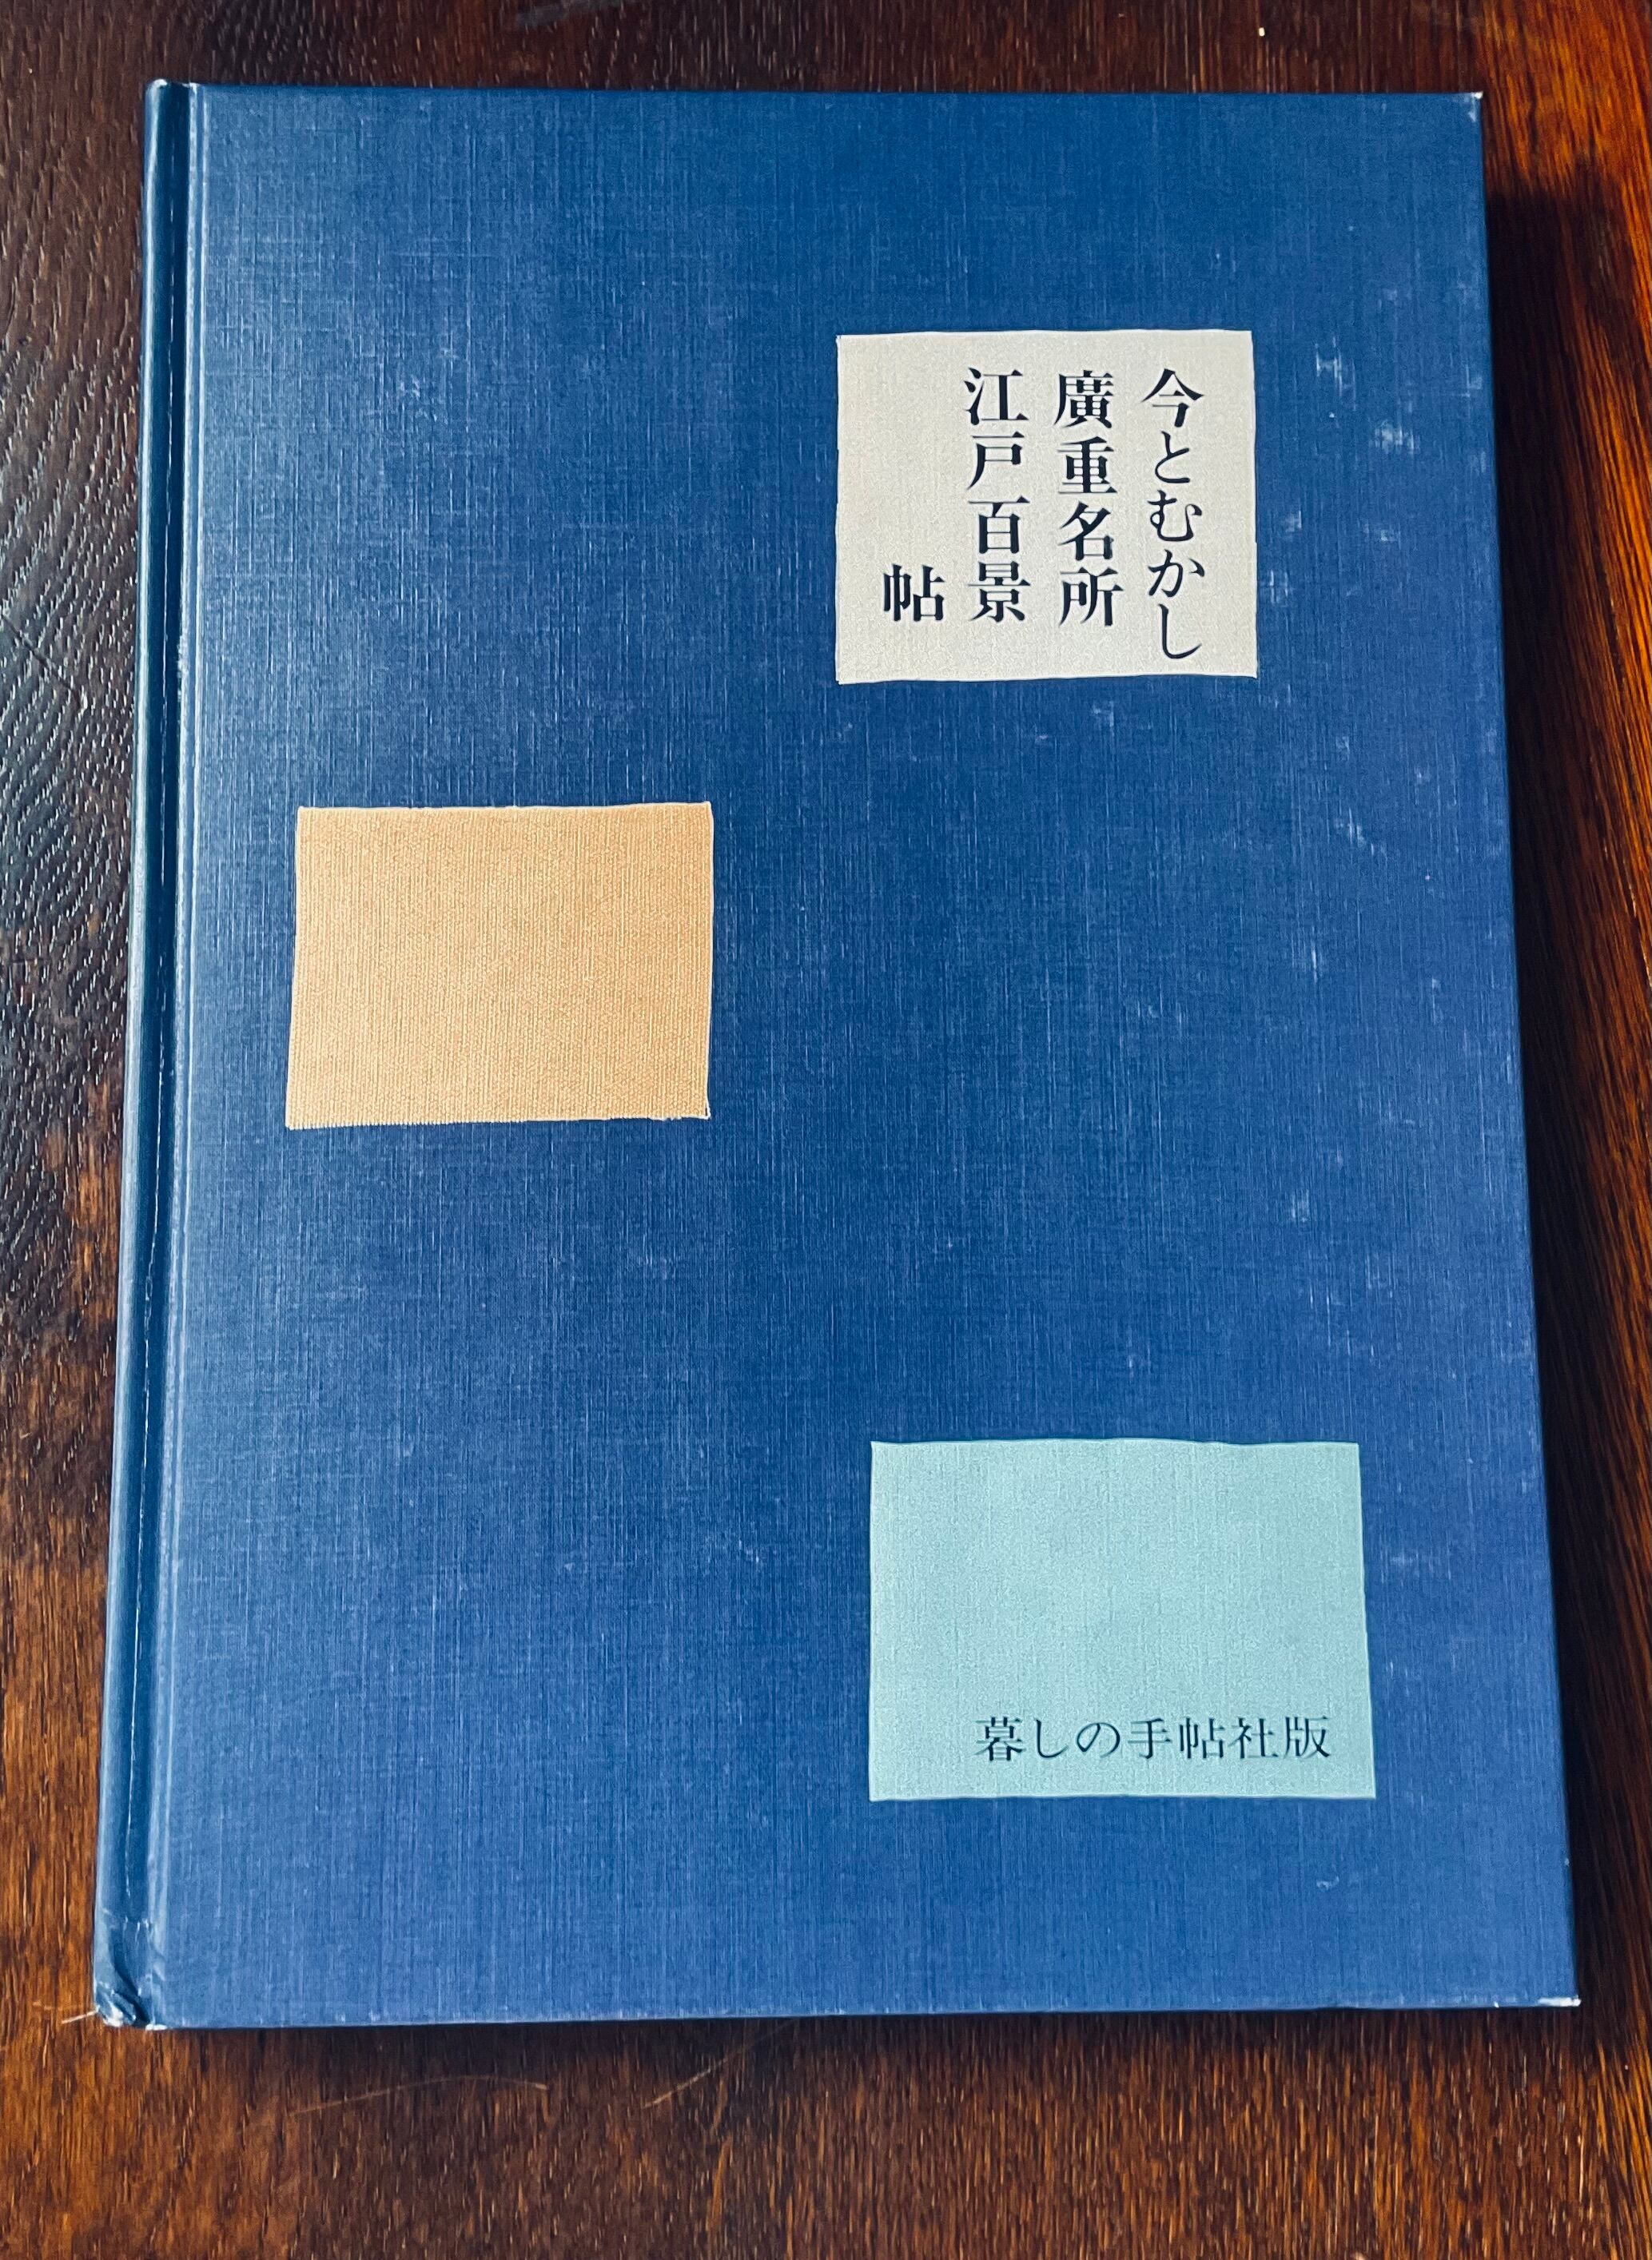 今とむかし
廣重名所
江戸百景
帖
暮しの手帖社版